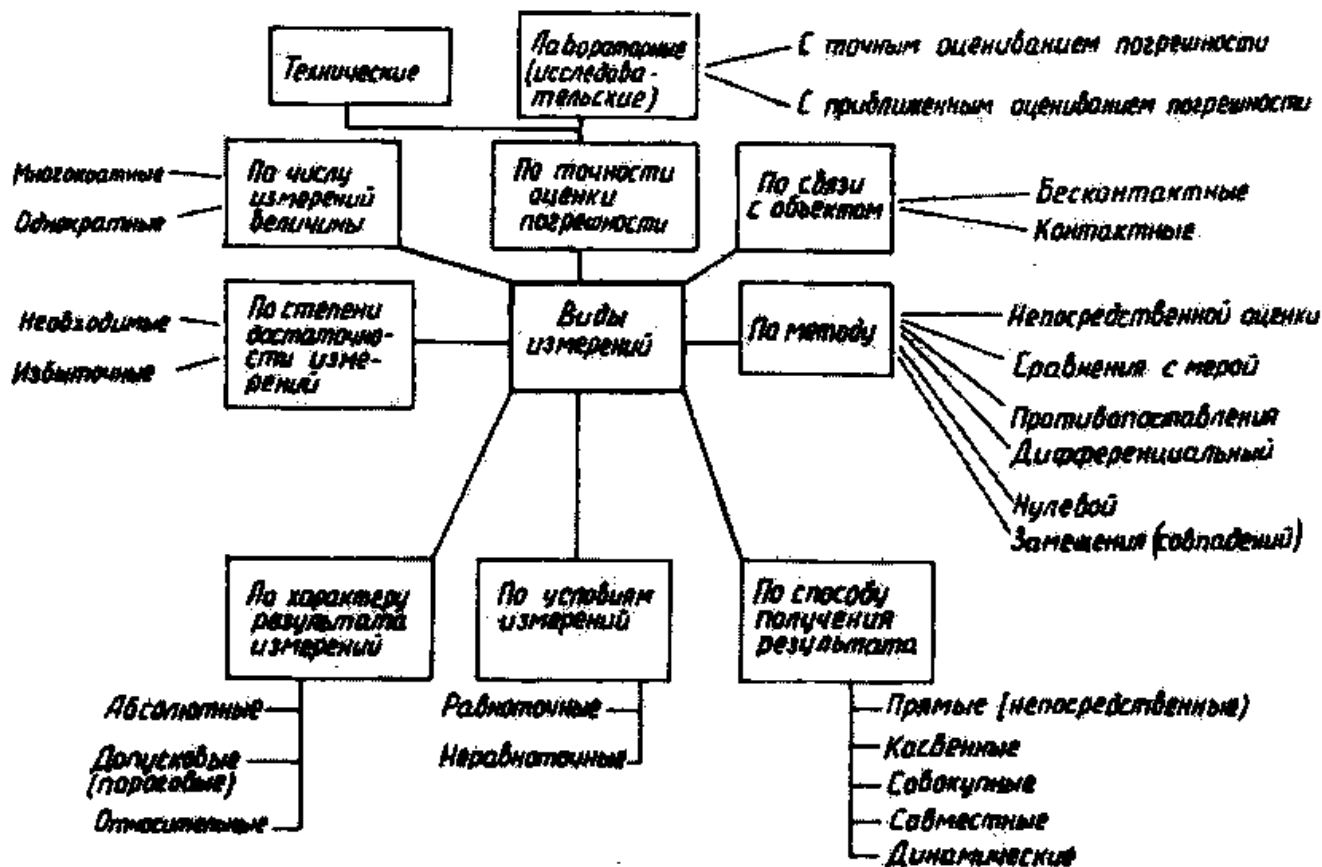 Технические
Лабораторные
(исследова-
тельские)
С точным оцениванием погрешности
С приближенным оцениванием погрешности
Многократные
Однократные
По числу
измерений
величины
По точности
оценки
погрешности
По связи
с объектом
Бесконтактные
Контактные
Необходимые
Избыточные
По степени
достаточно-
сти изме-
рений
Виды
измерений
По методу
Непосредственной оценки
Сравнения с мерой
Противопоставления
Дифференциальный
Нулевой
Замещения (совпадений)
По характеру
результата
измерений
По условиям
измерений
По способу
получения
результата
Абсолютные
Допусковые
(пороговые)
Относительные
Равноточные
Неравноточные
Прямые (непосредственные)
Косвенные
Совокупные
Совместные
Динамические